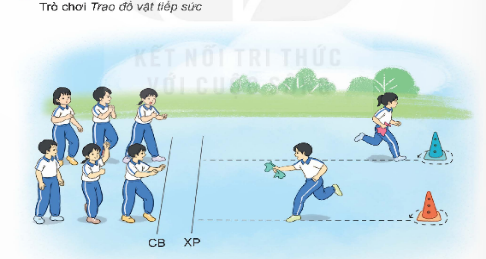 Trò chơi Trao đồ vật tiếp sức
KẾT NỐI TRI THỨC
VỚI CUỘC SỐNG
CB XP